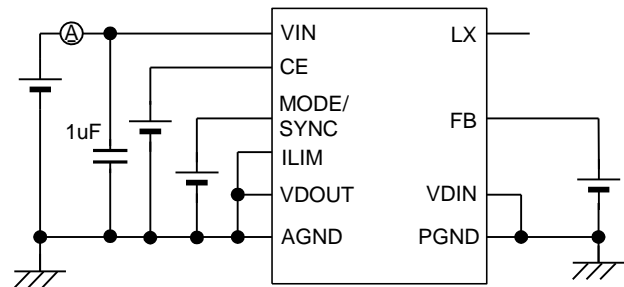 A
VIN
LX
CE
MODE/
SYNC
FB
1uF
ILIM
VDOUT
VDIN
AGND
PGND